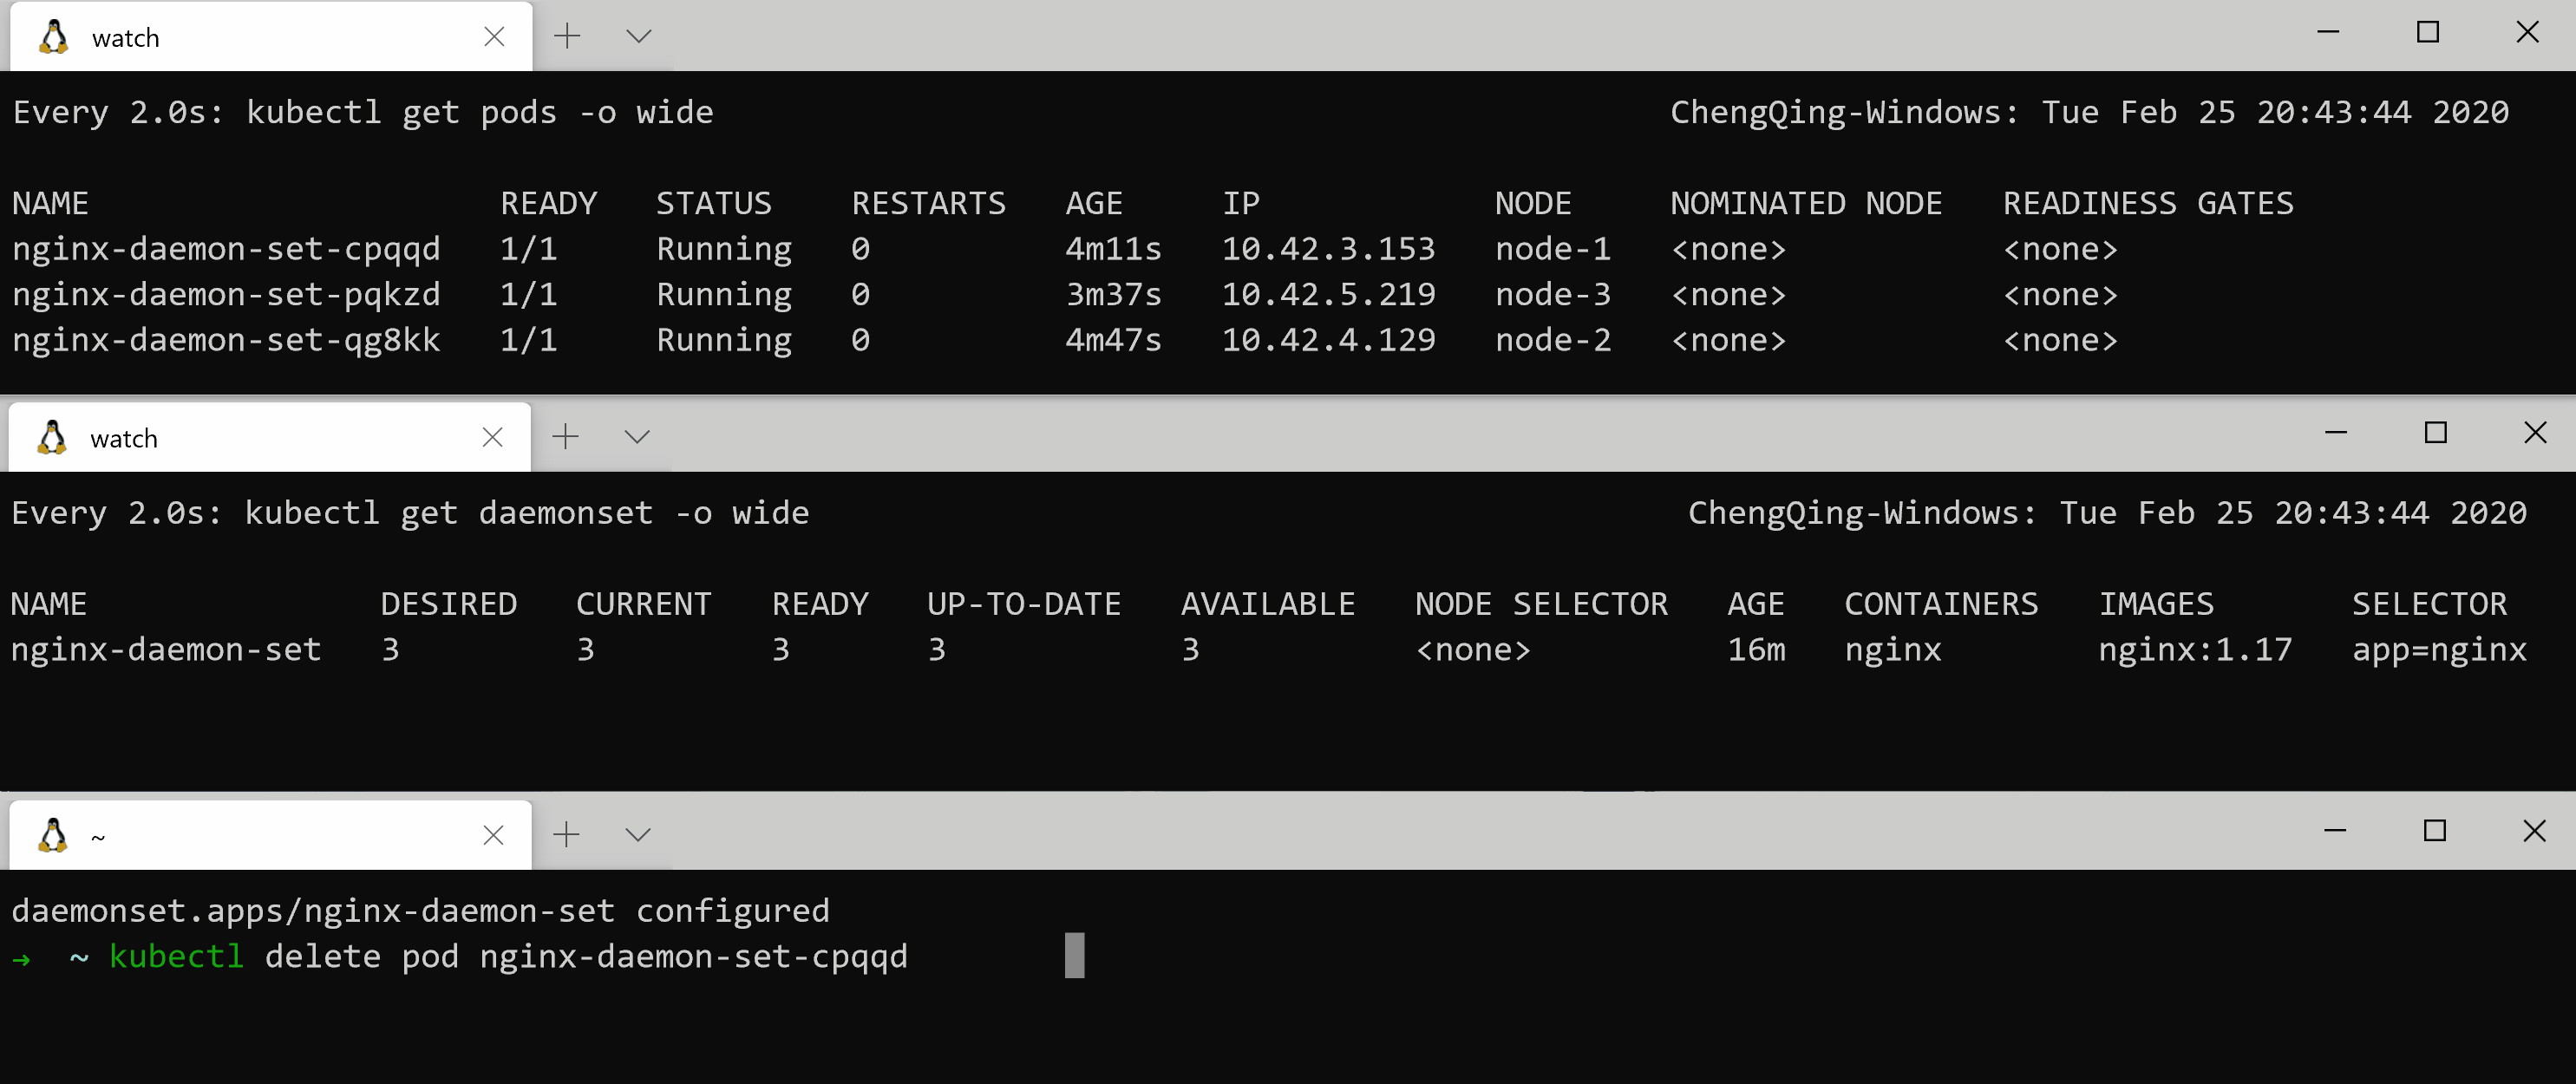 watch
Every 2.0s: kubectl get pods -o wide ChengQing-Windows: Tue Feb 25 20:43:44 2020
NAME READY STATUS RESTARTS AGE IP NODE NOMINATED NODE READINESS GATES
nginx-daemon-set-cpqqd 1/1 Running 0 4m11s 10.42.3.153 node-1 <none> <none>
nginx-daemon-set-pqkzd 1/1 Running 0 3m37s 10.42.5.219 node-3 <none> <none>
nginx-daemon-set-qg8kk 1/1 Running 0 4m47s 10.42.4.129 node-2 <none> <none>
watch
Every 2.0s: kubectl get daemonset -o wide ChengQing-Windows: Tue Feb 25 20:43:44 2020
NAME DESIRED CURRENT READY UP-TO-DATE AVAILABLE NODE SELECTOR AGE CONTAINERS IMAGES SELECTOR
nginx-daemon-set 3 3 3 3 3 <none> 16m nginx nginx:1.17 app=nginx
~
daemonset.apps/nginx-daemon-set configured
→ ~ kubectl delete pod nginx-daemon-set-cpqqd